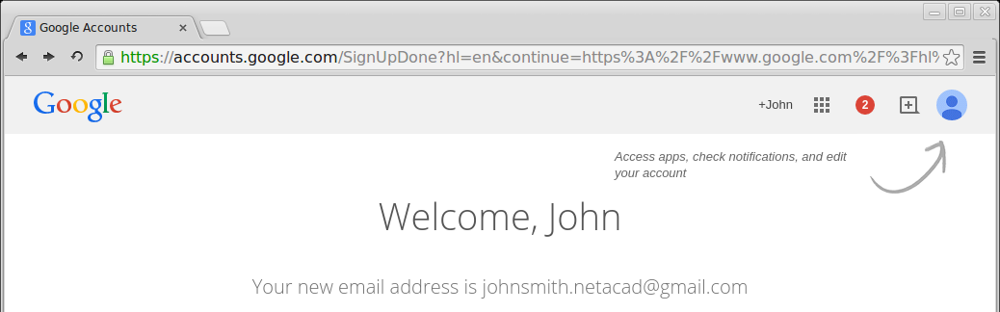 Google Accounts
https://accounts.google.com/SignUpDone?hl=en&continue=https%3A%2F%2Fwww.google.com%2F%3Fhl%
Google
+John
2
Access apps, check notifications, and edit
your account
Welcome, John
Your new email address is johnsmith.netacad@gmail.com